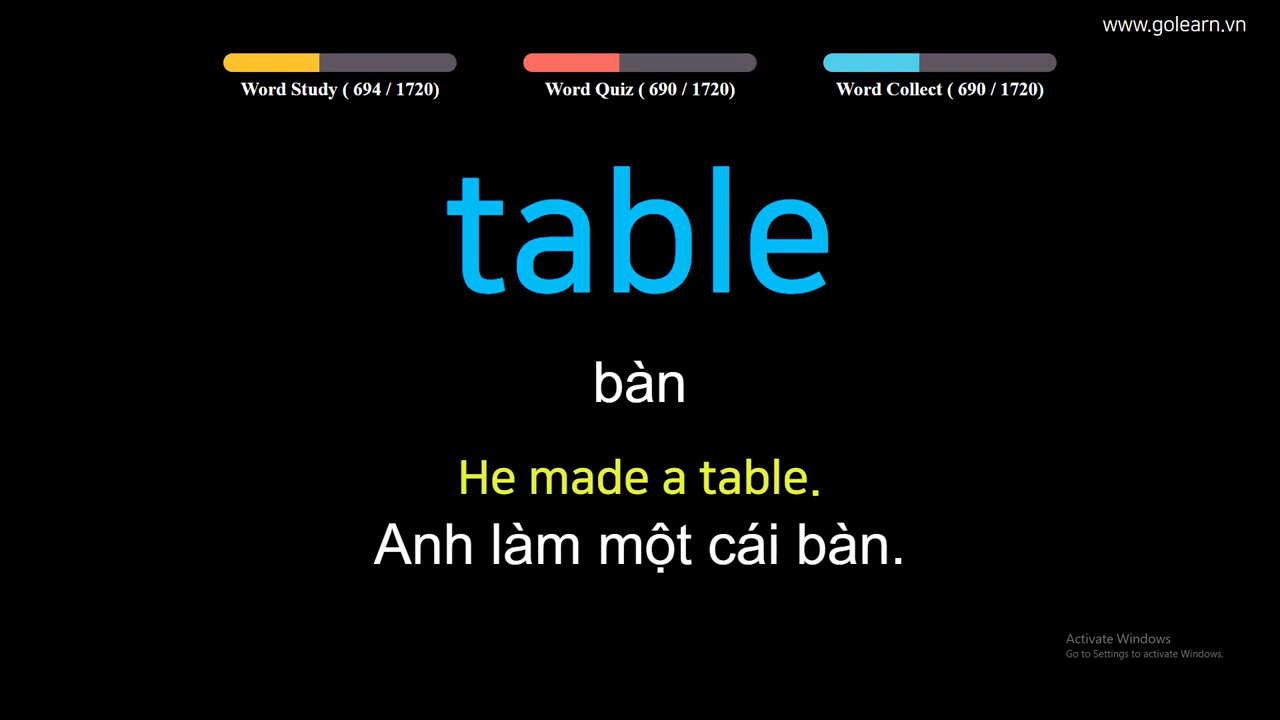 www.golearn.vn
Word Study ( 694 / 1720)
Word Quiz ( 690 / 1720)
Word Collect ( 690 / 1720)
table
bàn
He made a table.
Anh làm một cái bàn.
Activate Windows
Go to Settings to activate Windows.